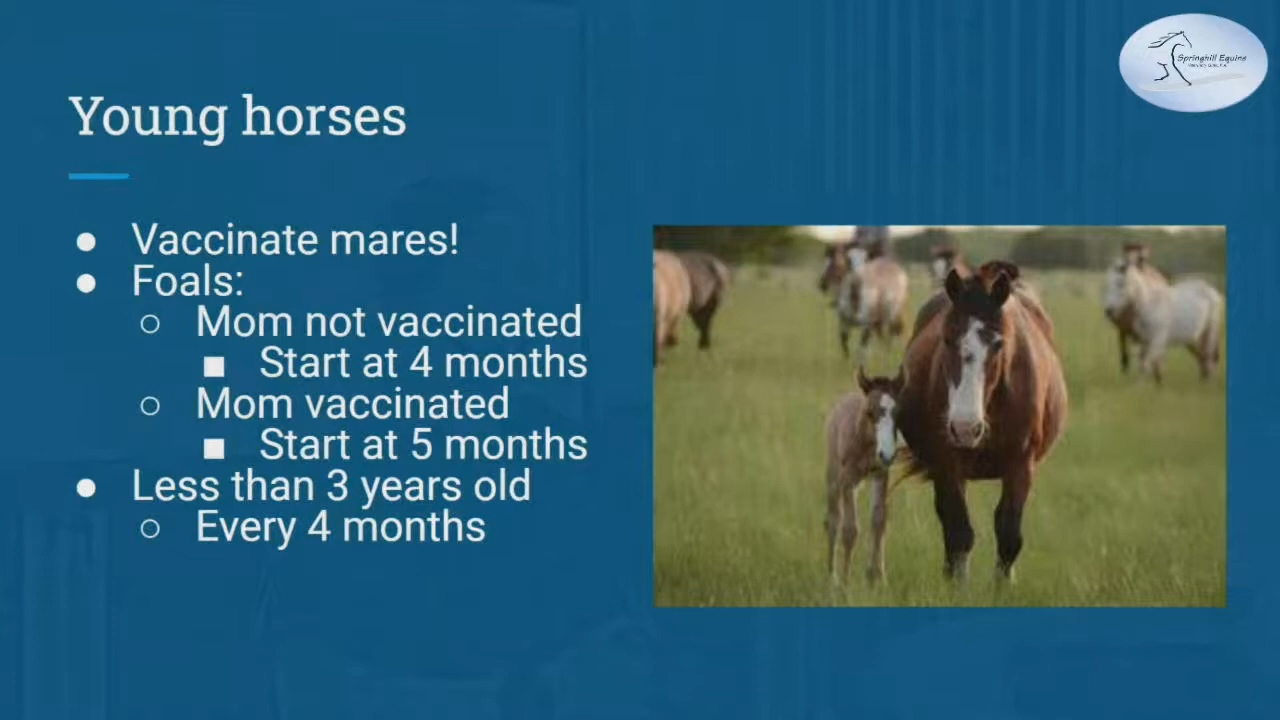 Springhill Equine
Young horses
● Vaccinate mares!
● Foals:
○ Mom not vaccinated
■ Start at 4 months
○ Mom vaccinated
■ Start at 5 months
● Less than 3 years old
○ Every 4 months